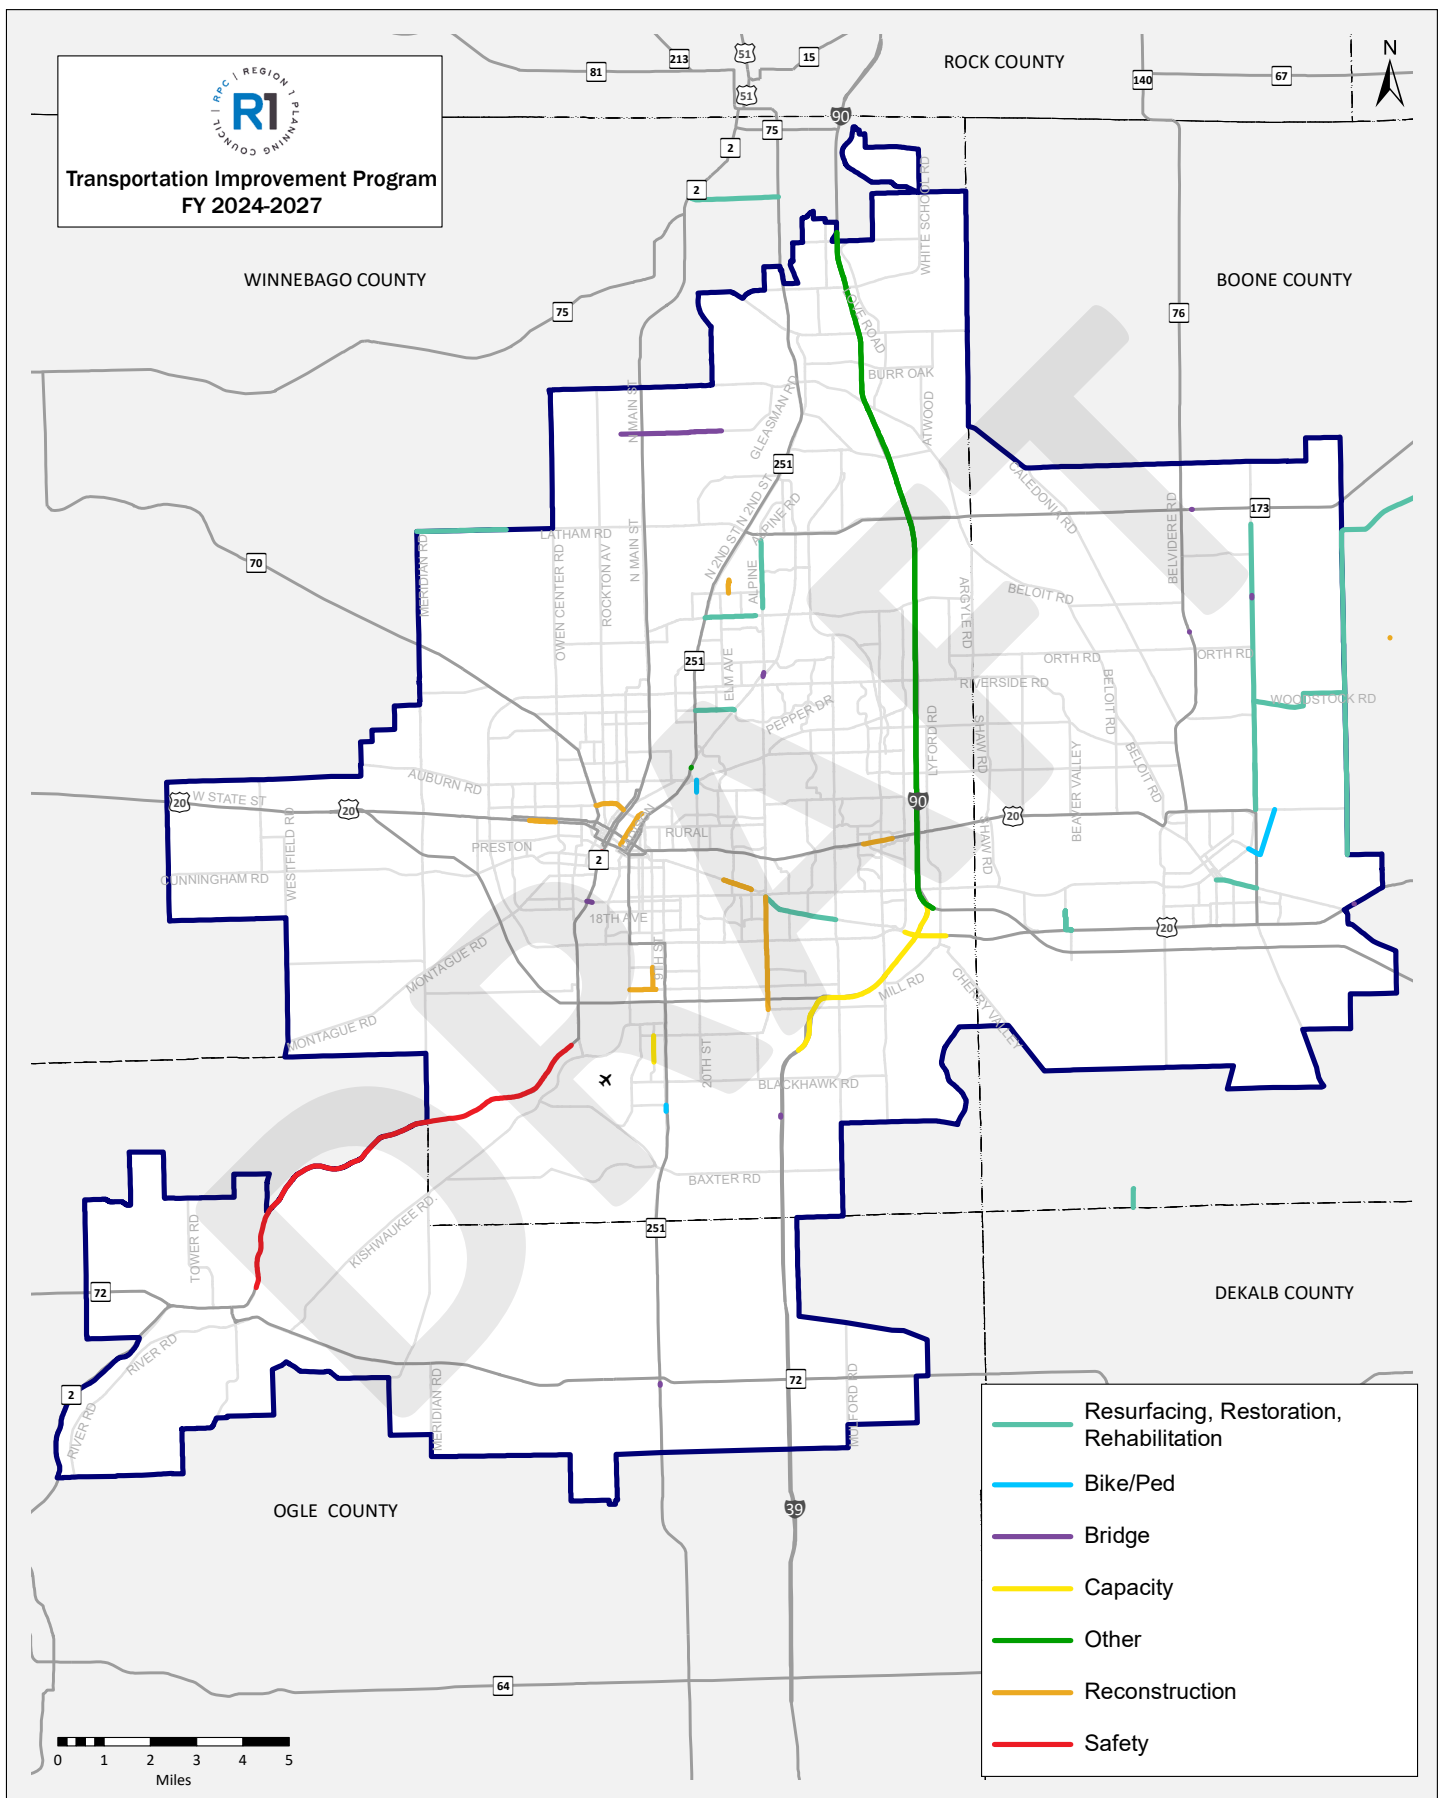 RPC | REGION 1 PLANNING COUNCIL |
R1
Transportation Improvement Program
FY 2024-2027
N
ROCK COUNTY
WINNEBAGO COUNTY
BOONE COUNTY
DEKALB COUNTY
OGLE  COUNTY
DRAFT
81
213
51
15
51
90
75
2
2
140
67
75
76
WHITE SCHOOL RD
LOVE ROAD
BURR OAK
ATWOOD
N MAIN ST
GLEASMAN RD
251
CALEDONIA RD
173
BELVIDERE RD
70
LATHAM RD
MERIDIAN RD
OWEN CENTER RD
ROCKTON AV
N MAIN ST
N 2ND ST
N 2ND ST
ALPINE RD
ALPINE
ARGYLE RD
BELOIT RD
251
ELM AVE
ORTH RD
ORTH RD
RIVERSIDE RD
WOODSTOCK RD
BELOIT RD
PEPPER DR
LYFORD RD
SHAW RD
BEAVER VALLEY
BELOIT RD
AUBURN RD
20
W STATE ST
20
90
20
WESTFIELD RD
PRESTON
RURAL
2
SHAW RD
CUNNINGHAM RD
18TH AVE
20
9TH ST
MONTAGUE RD
MILL RD
CHERRY VALLEY
MONTAGUE RD
20TH ST
BLACKHAWK RD
BAXTER RD
KISHWAUKEE RD.
TOWER RD
251
72
RIVER RD
2
RIVER RD
MERIDIAN RD
72
MULFORD RD
39
64
Resurfacing, Restoration,
Rehabilitation
Bike/Ped
Bridge
Capacity
Other
Reconstruction
Safety
0 1 2 3 4 5
Miles